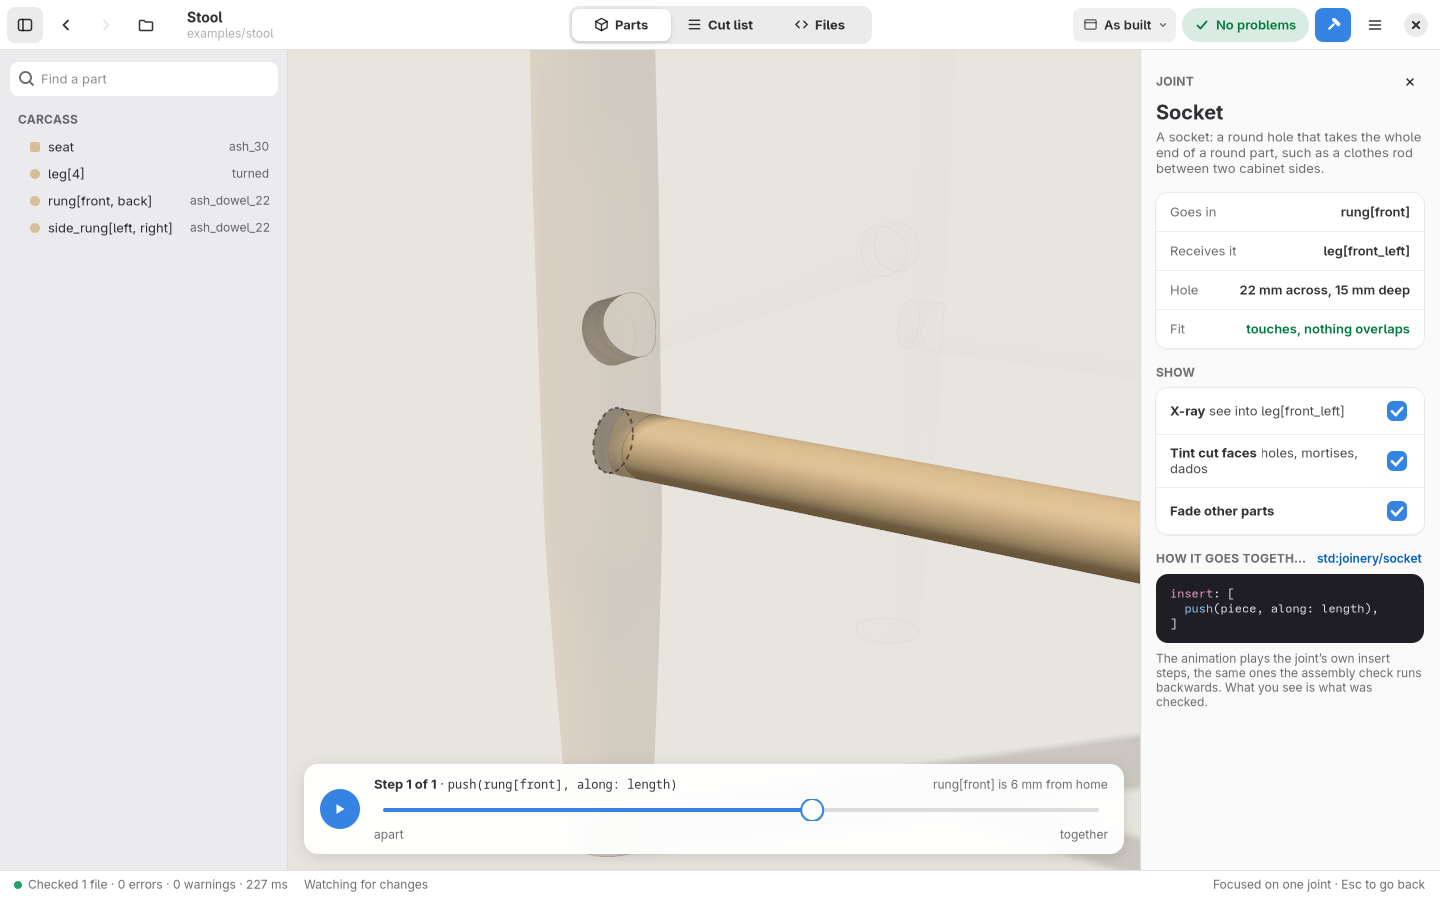 Stool
examples/stool
Parts
Cut list
Files
As built
No problems
Find a part
CARCASS
seat ash_30
leg[4] turned
rung[front, back] ash_dowel_22
side_rung[left, right] ash_dowel_22
JOINT
Socket
A socket: a round hole that takes the whole
end of a round part, such as a clothes rod
between two cabinet sides.
Goes in rung[front]
Receives it leg[front_left]
Hole 22 mm across, 15 mm deep
Fit touches, nothing overlaps
SHOW
X-ray see into leg[front_left]
Tint cut faces holes, mortises,
dados
Fade other parts
HOW IT GOES TOGETH... std:joinery/socket
insert: [
push(piece, along: length),
]
The animation plays the joint's own insert
steps, the same ones the assembly check runs
backwards. What you see is what was
checked.
Step 1 of 1 · push(rung[front], along: length)
rung[front] is 6 mm from home
apart
together
Checked 1 file · 0 errors · 0 warnings · 227 ms
Watching for changes
Focused on one joint · Esc to go back